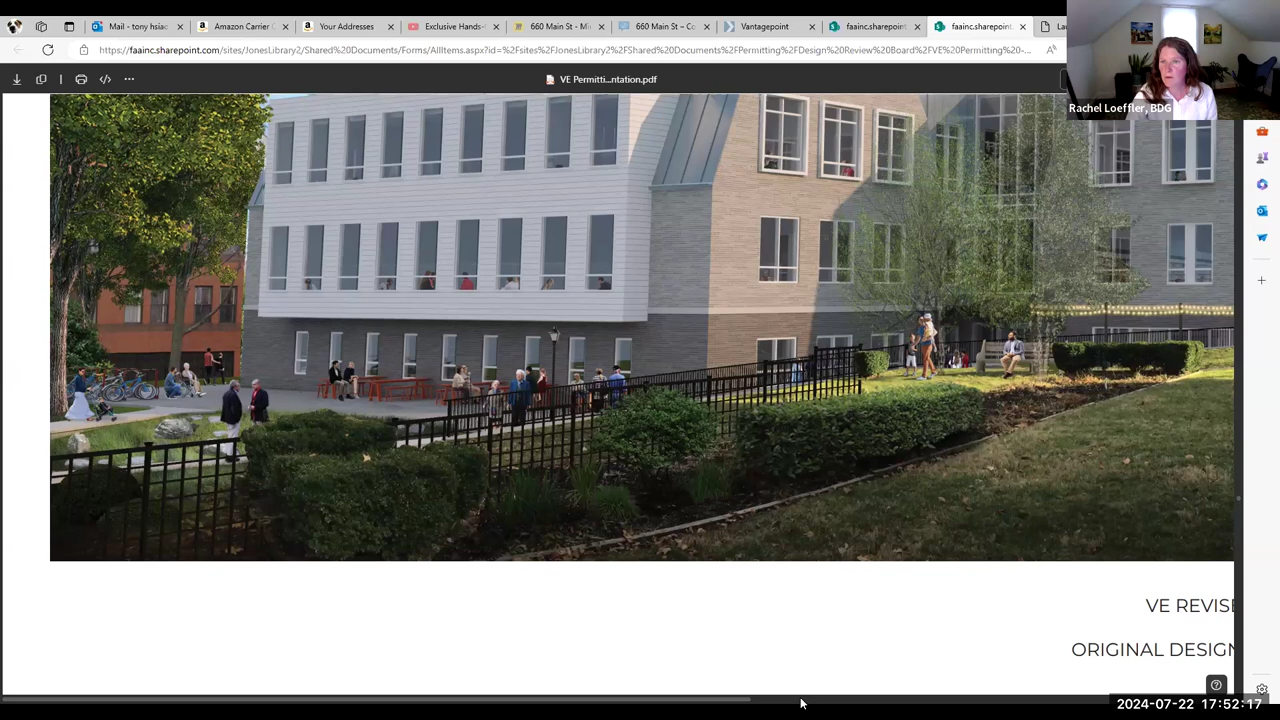 Mail - tony hsiac
Amazon Carrier C
Your Addresses
Exclusive Hands-
660 Main St - Mi
660 Main St – Co
Vantagepoint
faainc.sharepoint
faainc.sharepoint.
https://faainc.sharepoint.com/sites/JonesLibrary2/Shared%20Documents/Forms/AllItems.aspx?id=%2Fsites%2FJonesLibrary2%2FShared%20Documents%2FPermitting%2FDesign%20Review%20Board%2FVE%20Permitting%20-...
VE Permitti...ntation.pdf
Rachel Loeffler, BDG
VE REVISE
ORIGINAL DESIGN
2024-07-22 17:52:17